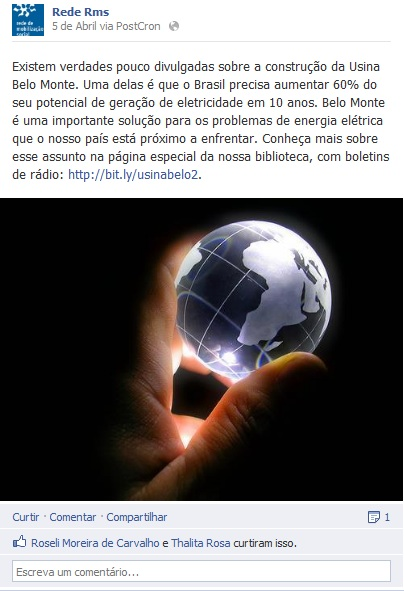 rede de
mobilização
social
Rede Rms
5 de Abril via PostCron
Existem verdades pouco divulgadas sobre a construção da Usina
Belo Monte. Uma delas é que o Brasil precisa aumentar 60% do
seu potencial de geração de eletricidade em 10 anos. Belo Monte
é uma importante solução para os problemas de energia elétrica
que o nosso país está próximo a enfrentar. Conheça mais sobre
esse assunto na página especial da nossa biblioteca, com boletins
de rádio: http://bit.ly/usinabelo2.
Curtir · Comentar · Compartilhar 1
Roseli Moreira de Carvalho e Thalita Rosa curtiram isso.
Escreva um comentário...